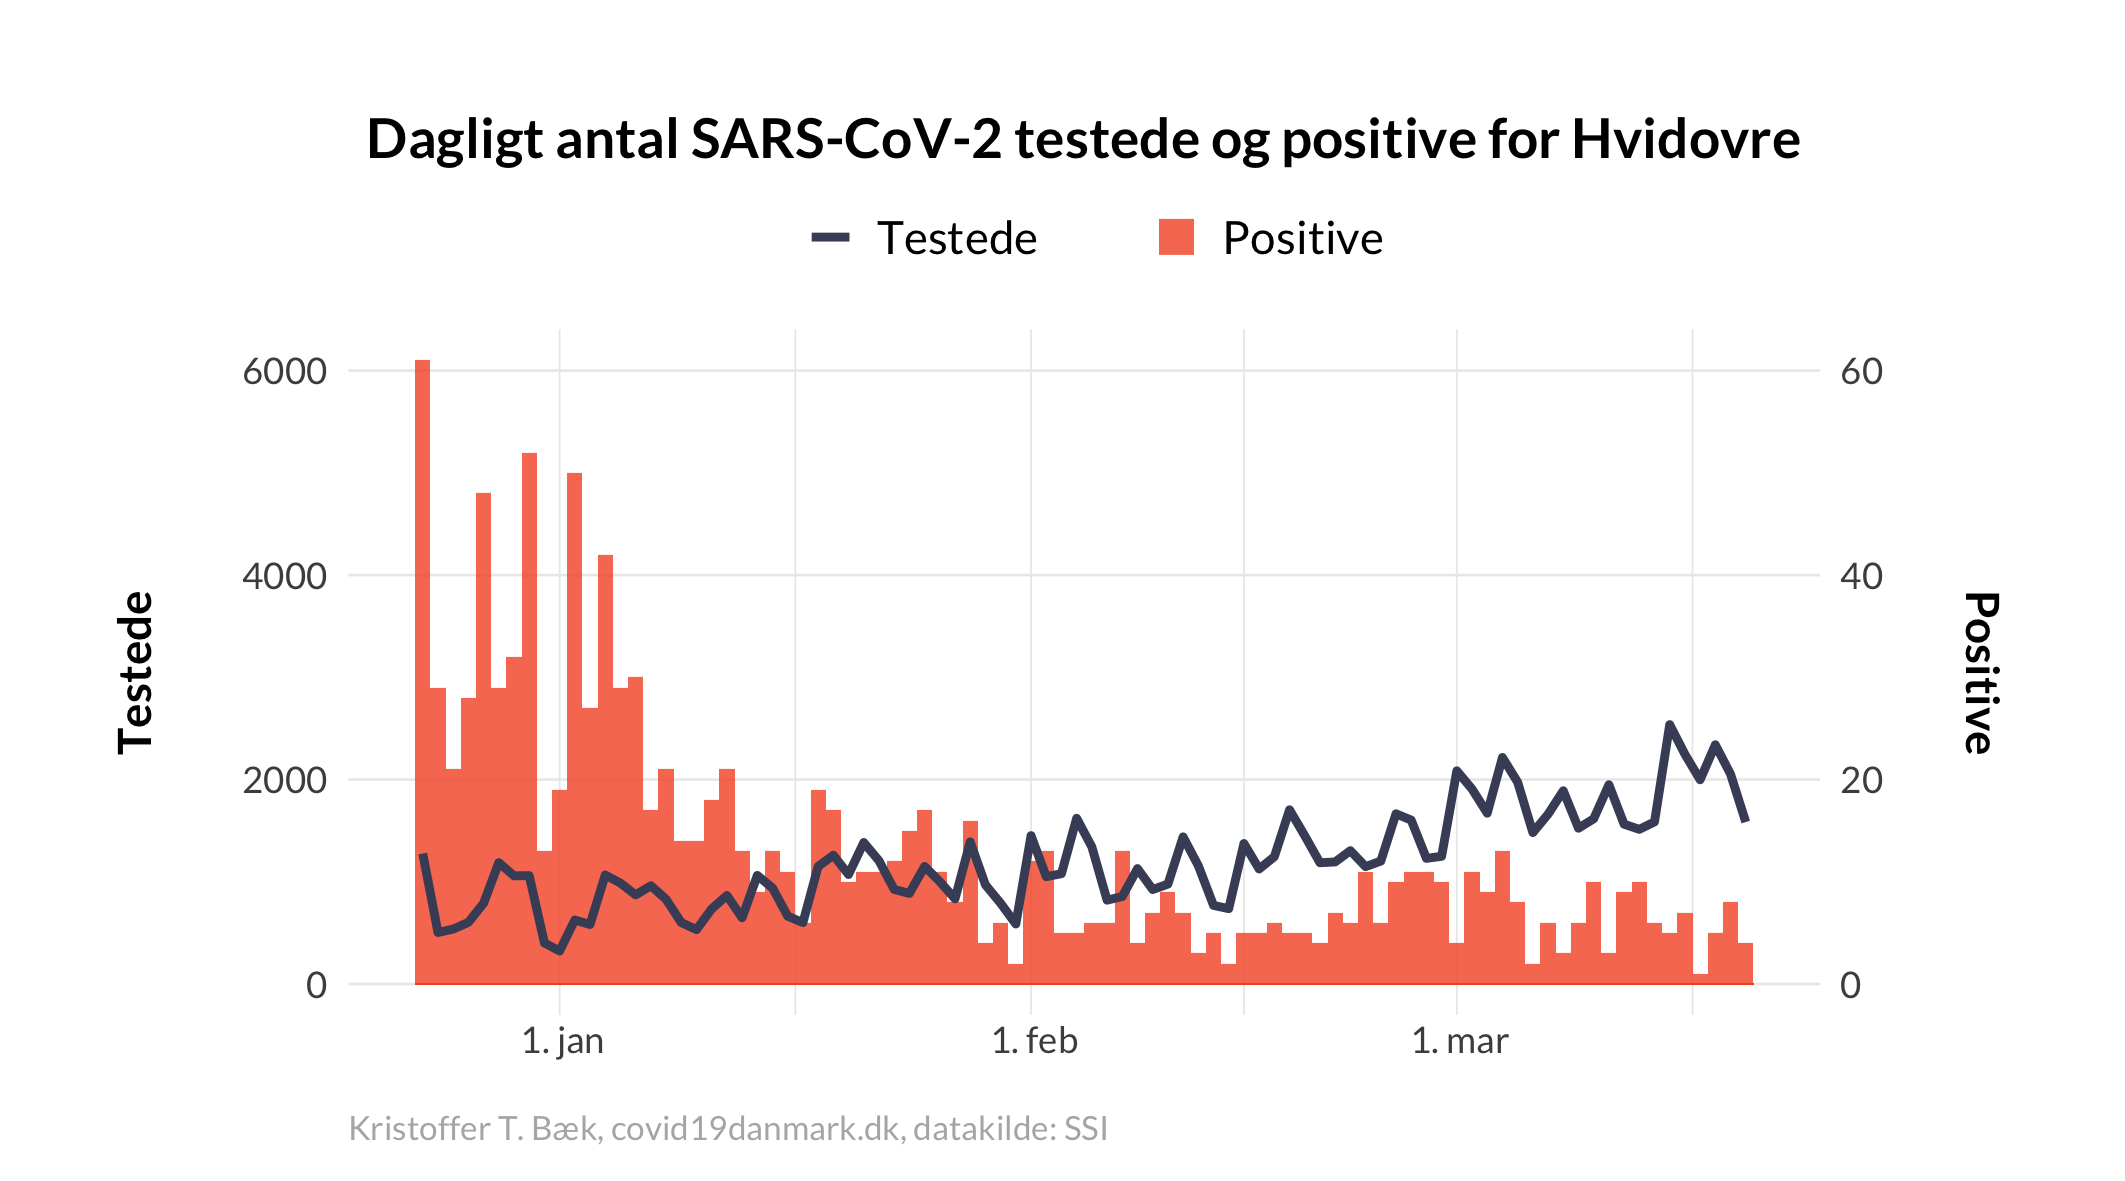 Dagligt antal SARS-CoV-2 testede og positive for Hvidovre
Testede Positive
6000 60
4000 40
Testede Positive
2000 20
0 0
1. jan 1. feb 1. mar
Kristoffer T. Bæk, covid19danmark.dk, datakilde: SSI